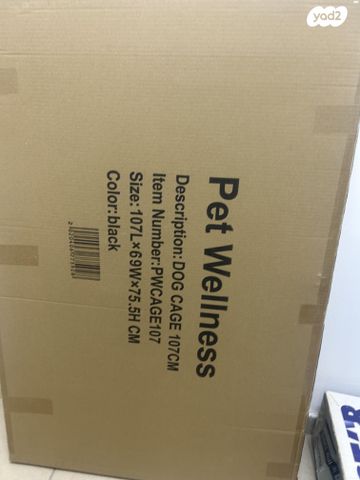 yad2
Pet Wellness
Description:DOG CAGE 107CM
Item Number:PWCAGE107
Size:107L×69W×75.5H CM
Color:black